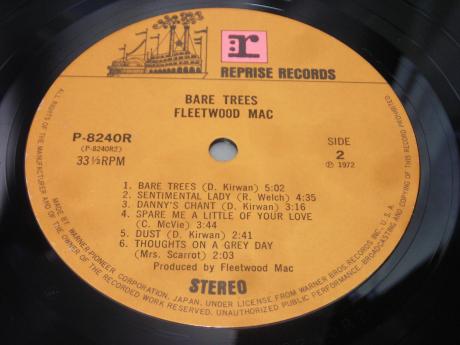 r
REPRISE RECORDS
BARE TREES
FLEETWOOD MAC
P-8240R
(P-8240R2)
33⅓RPM
SIDE
2
Ⓟ 1972
1. BARE TREES (D. Kirwan) 5:02
2. SENTIMENTAL LADY (R. Welch) 4:35
3. DANNY'S CHANT (D. Kirwan) 3:16
4. SPARE ME A LITTLE OF YOUR LOVE
(C. McVie) 3:44
5. DUST (D. Kirwan) 2:41
6. THOUGHTS ON A GREY DAY
(Mrs. Scarrot) 2:03
Produced by Fleetwood Mac
STEREO
ALL RIGHTS OF THE MANUFACTURER AND OF THE OWNER OF THE RECORDED WORK RESERVED. UNAUTHORIZED PUBLIC PERFORMANCE, BROADCASTING AND COPYING OF THIS RECORD PROHIBITED
MADE BY WARNER-PIONEER CORPORATION, JAPAN, UNDER LICENSE FROM WARNER BROS. RECORDS INC. U.S.A.